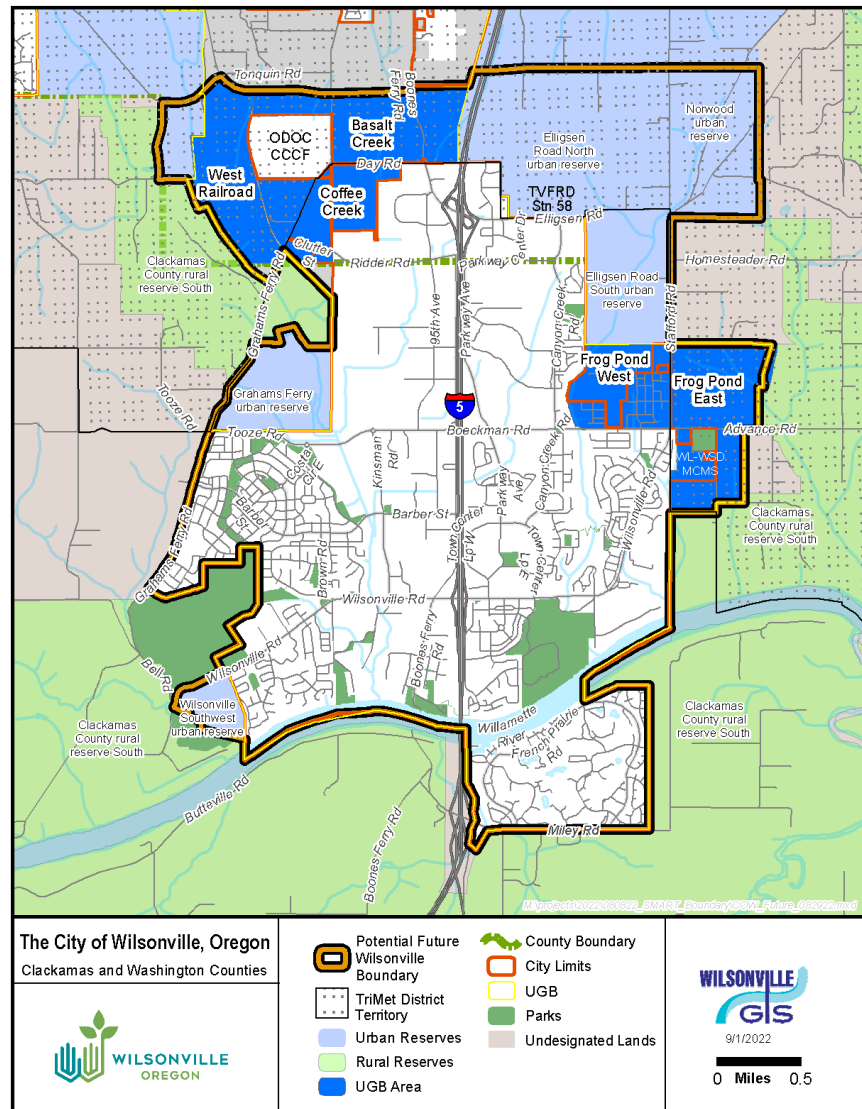 Tonquin Rd
Boones
Ferry Rd
Norwood
urban
reserve
ODOC
CCCF
Basalt
Creek
Elligsen
Road North
urban reserve
Day Rd
West
Railroad
Coffee
Creek
TVFRD
Stn 58
Elligsen Rd
Parkway Center Dr
Clutter
St
Ridder Rd
Homesteader Rd
Clackamas
County rural
reserve South
Grahams Ferry Rd
Elligsen Road
South urban
reserve
Stafford Rd
95th Ave
Parkway Ave
Canyon Creek
Rd
Frog Pond
West
Frog Pond
East
Grahams Ferry
urban reserve
5
Tooze Rd
Tooze Rd
Boeckman Rd
Advance Rd
Costa
Cir E
Kinsman
Rd
Parkway
Ave
Canyon Creek Rd
WL-WSD
MCMS
Barber
St
Barber St
Town Center
Lp W
Town Center
Lp E
Wilsonville Rd
Clackamas
County rural
reserve South
Grahams Ferry Rd
Brown Rd
Wilsonville Rd
Boones Ferry
Rd
Bell Rd
Wilsonville Rd
Wilsonville
Southwest
urban reserve
Clackamas
County rural
reserve South
Willamette
River
French Prairie
Rd
Clackamas
County rural
reserve South
Butteville Rd
Boones Ferry Rd
Miley Rd
M:\projects\2022\080822_SMART_Boundary\COW_Future_082922.mxd
The City of Wilsonville, Oregon
Clackamas and Washington Counties
WILSONVILLE
OREGON
Potential Future
Wilsonville
Boundary
TriMet District
Territory
Urban Reserves
Rural Reserves
UGB Area
County Boundary
City Limits
UGB
Parks
Undesignated Lands
WILSONVILLE
GIS
9/1/2022
0 Miles 0.5